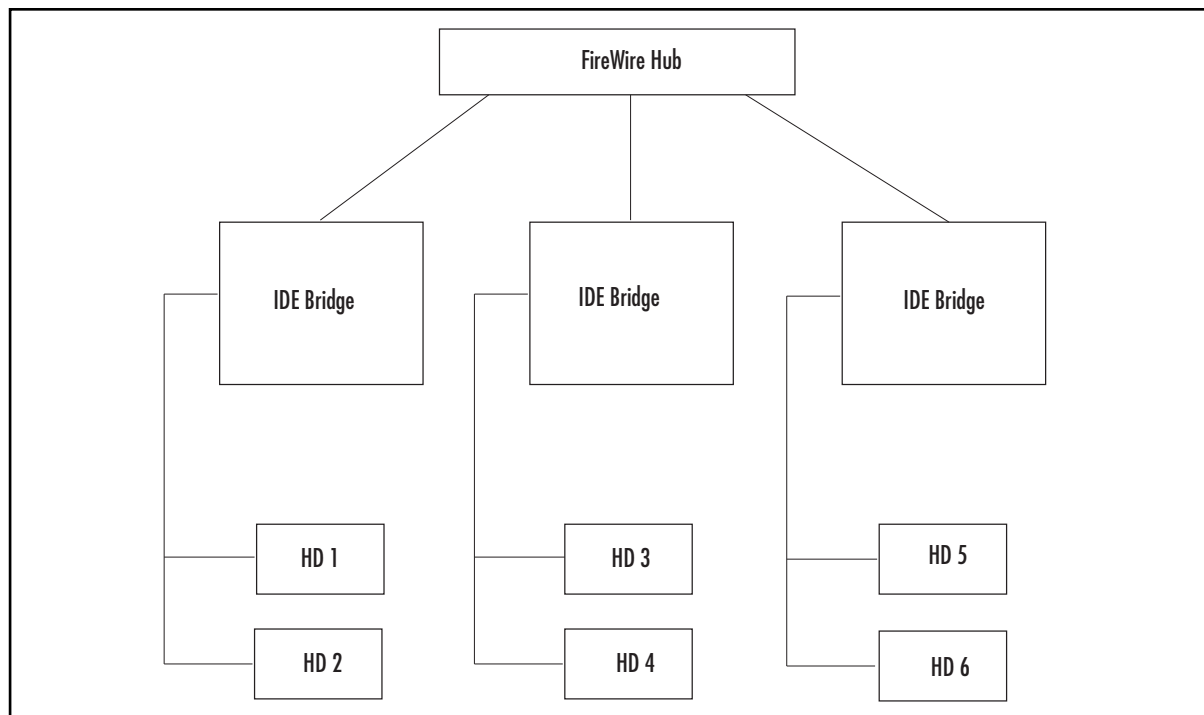 FireWire Hub
IDE Bridge
IDE Bridge
IDE Bridge
HD 1
HD 3
HD 5
HD 2
HD 4
HD 6